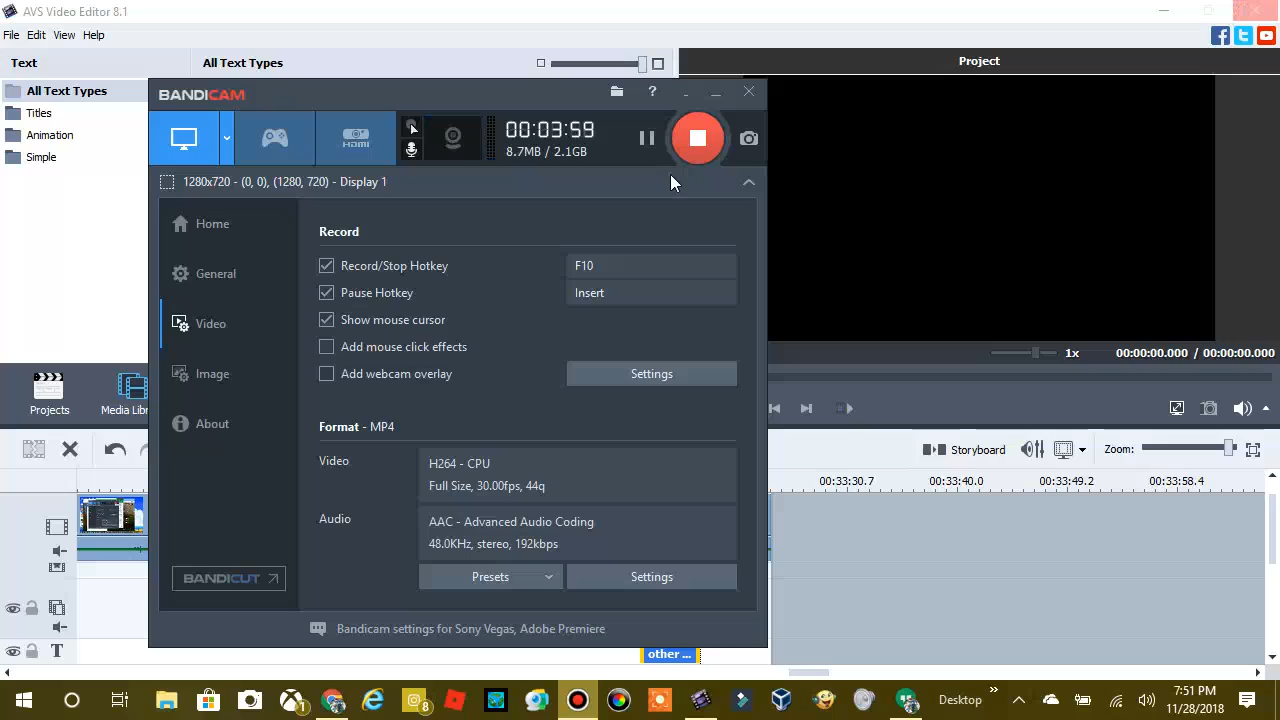 AVS Video Editor 8.1
File Edit View Help
Text
All Text Types
Project
All Text Types
Titles
Animation
Simple
BANDICAM
?
HDMI
00:03:59
8.7MB / 2.1GB
1280x720 - (0, 0), (1280, 720) - Display 1
Home
General
Video
Image
About
BANDICUT
Record
Record/Stop Hotkey F10
Pause Hotkey Insert
Show mouse cursor
Add mouse click effects
Add webcam overlay Settings
Format - MP4
Video
H264 - CPU
Full Size, 30.00fps, 44q
Audio
AAC - Advanced Audio Coding
48.0KHz, stereo, 192kbps
Presets Settings
Bandicam settings for Sony Vegas, Adobe Premiere
1x 00:00:00.000 / 00:00:00.000
Projects
Media Libr
Storyboard
Zoom:
00:33:30.7 00:33:40.0 00:33:49.2 00:33:58.4
T
other ...
1
8
Desktop
7:51 PM
11/28/2018